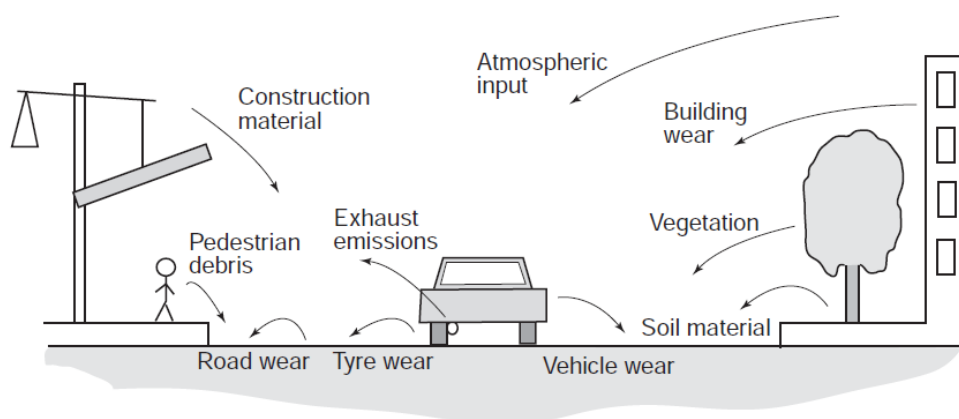 Atmospheric
input
Construction
material
Building
wear
Exhaust
emissions
Vegetation
Pedestrian
debris
Soil material
Road wear
Tyre wear
Vehicle wear